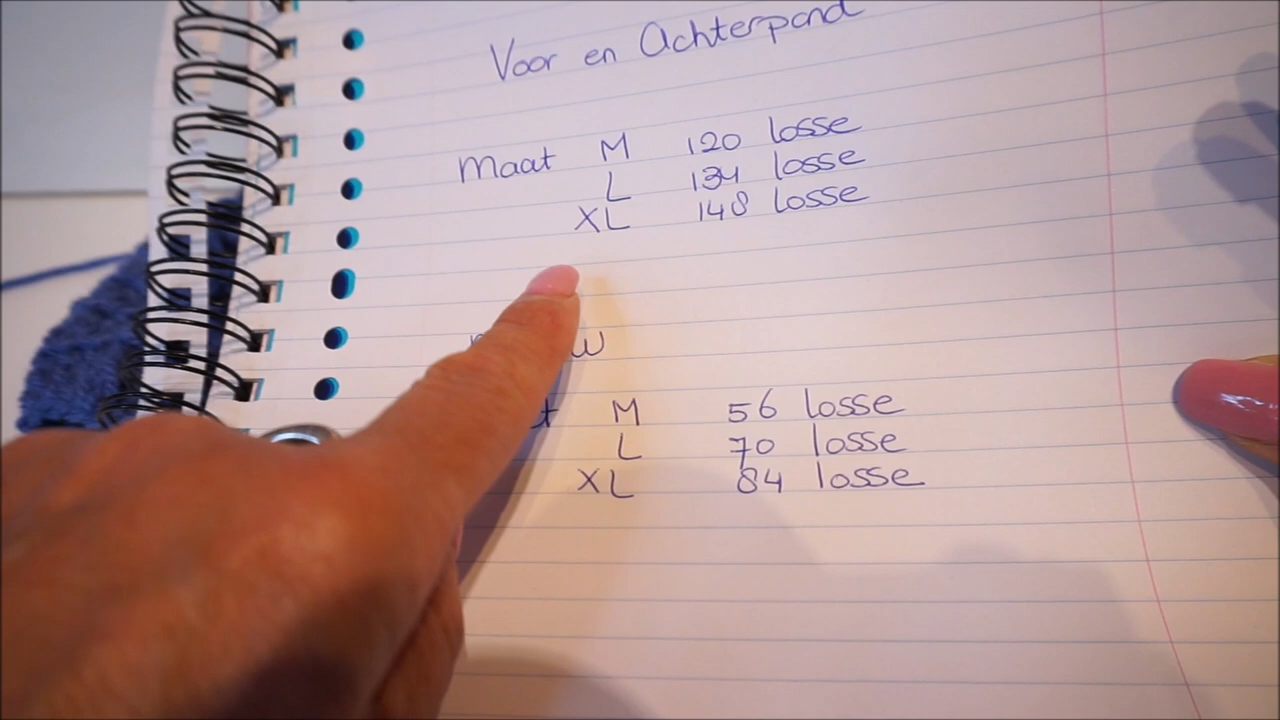 Voor en Achterpand
Maat M 120 losse
L 134 losse
XL 148 losse
M 56 losse
L 70 losse
XL 84 losse